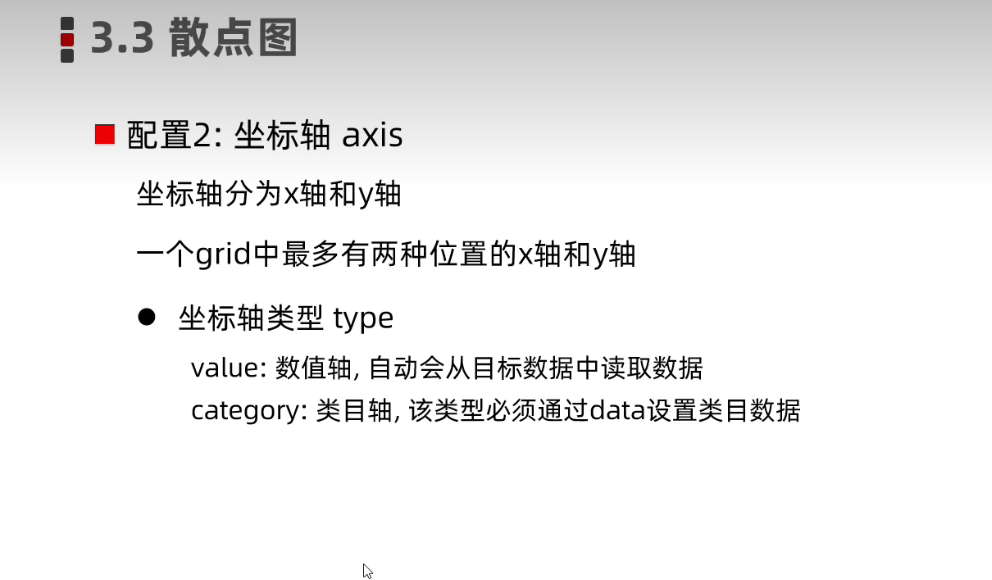 3.3 散点图
配置2: 坐标轴 axis
坐标轴分为x轴和y轴
一个grid中最多有两种位置的x轴和y轴
坐标轴类型 type
value: 数值轴, 自动会从目标数据中读取数据
category: 类目轴, 该类型必须通过data设置类目数据